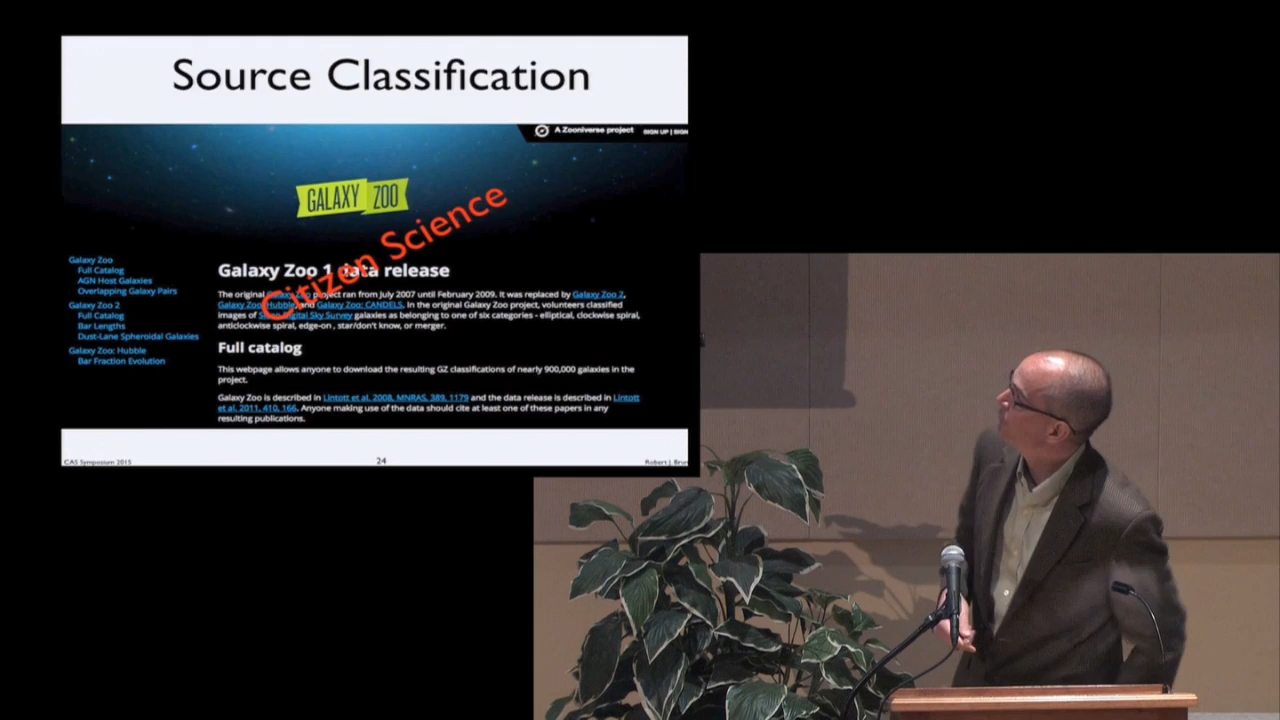 Source Classification
A Zooniverse project SIGN UP | SIGN
GALAXY ZOO
Citizen Science
Galaxy Zoo
Full Catalog
AGN Host Galaxies
Overlapping Galaxy Pairs
Galaxy Zoo 2
Full Catalog
Bar Lengths
Dust-Lane Spheroidal Galaxies
Galaxy Zoo: Hubble
Bar Fraction Evolution
Galaxy Zoo 1 data release
The original Galaxy Zoo project ran from July 2007 until February 2009. It was replaced by Galaxy Zoo 2,
Galaxy Zoo: Hubble, and Galaxy Zoo: CANDELS. In the original Galaxy Zoo project, volunteers classified
images of Sloan Digital Sky Survey galaxies as belonging to one of six categories - elliptical, clockwise spiral,
anticlockwise spiral, edge-on , star/don't know, or merger.
Full catalog
This webpage allows anyone to download the resulting GZ classifications of nearly 900,000 galaxies in the
project.
Galaxy Zoo is described in Lintott et al. 2008, MNRAS, 389, 1179 and the data release is described in Lintott
et al. 2011, 410, 166. Anyone making use of the data should cite at least one of these papers in any
resulting publications.
CAS Symposium 2015
24
Robert J. Bru